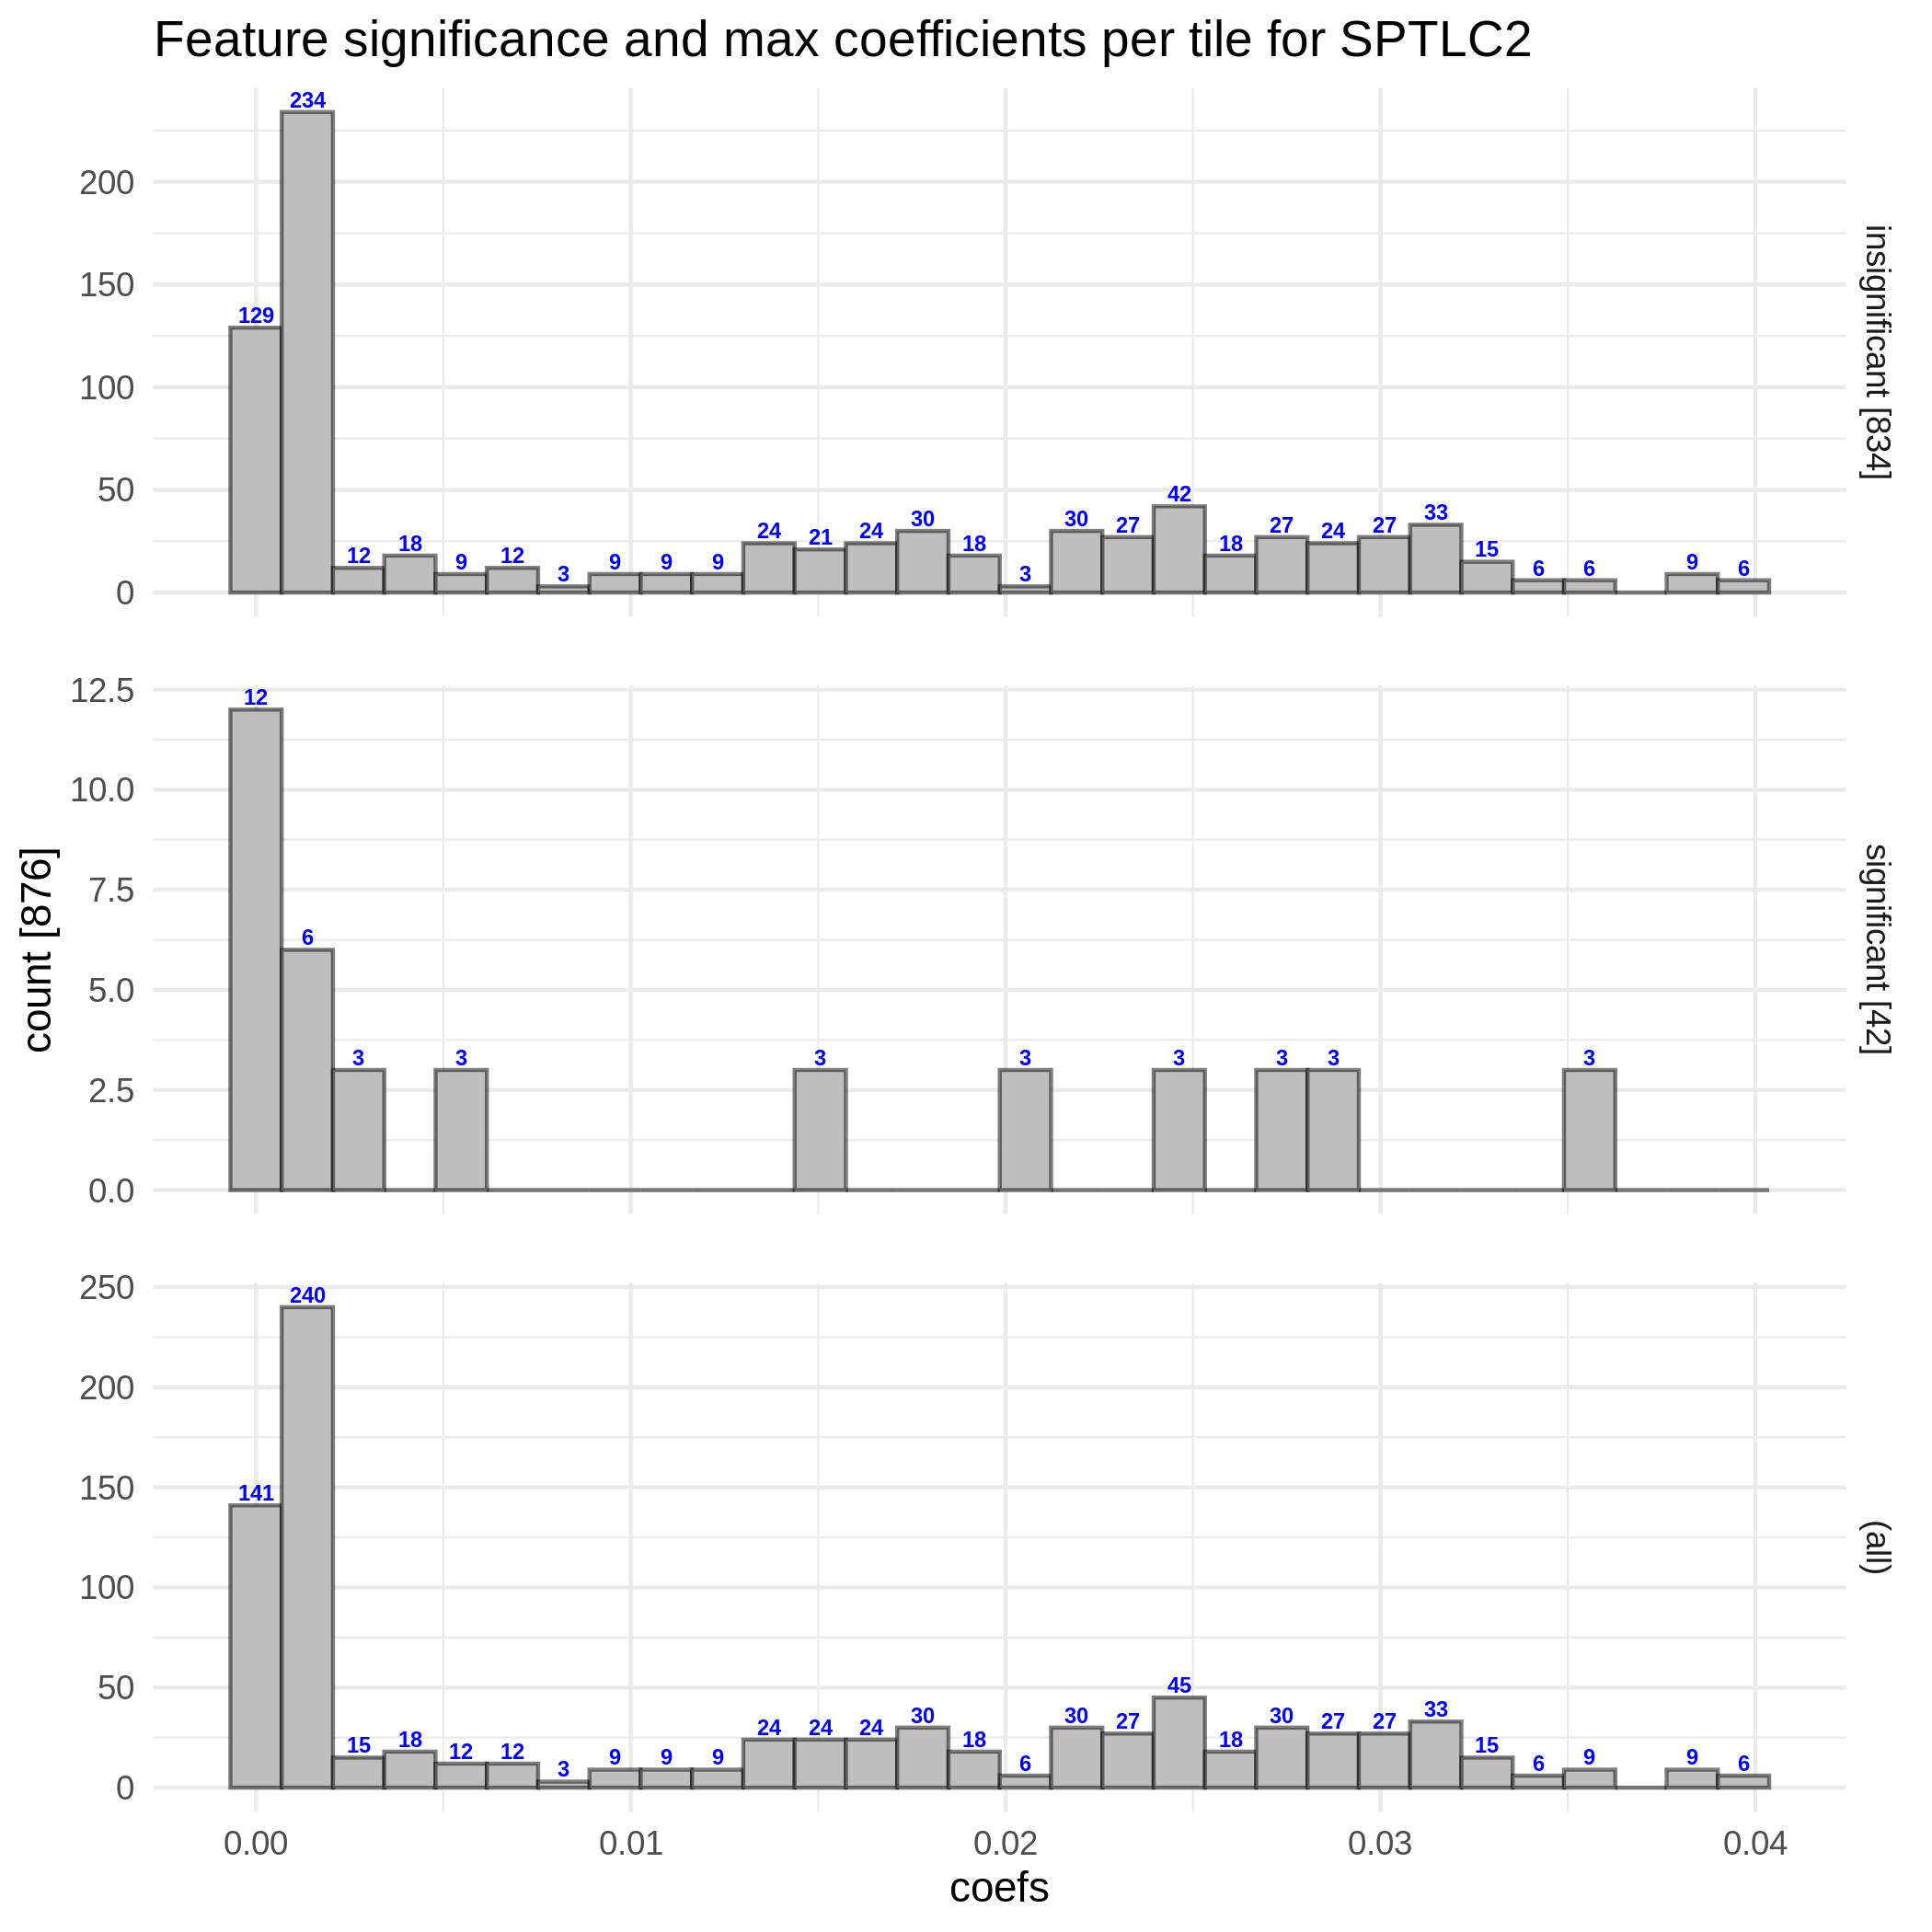 Feature significance and max coefficients per tile for SPTLC2
234
129
12 18 9 12 3 9 9 9 24 21 24 30 18 3 30 27 42 18 27 24 27 33 15 6 6 9 6
200
150
100
50
0
insignificant [834]
12
6
3 3 3 3 3 3 3 3
12.5
10.0
7.5
5.0
2.5
0.0
significant [42]
count [876]
240
141
15 18 12 12 3 9 9 9 24 24 24 30 18 6 30 27 45 18 30 27 27 33 15 6 9 9 6
250
200
150
100
50
0
(all)
0.00 0.01 0.02 0.03 0.04
coefs